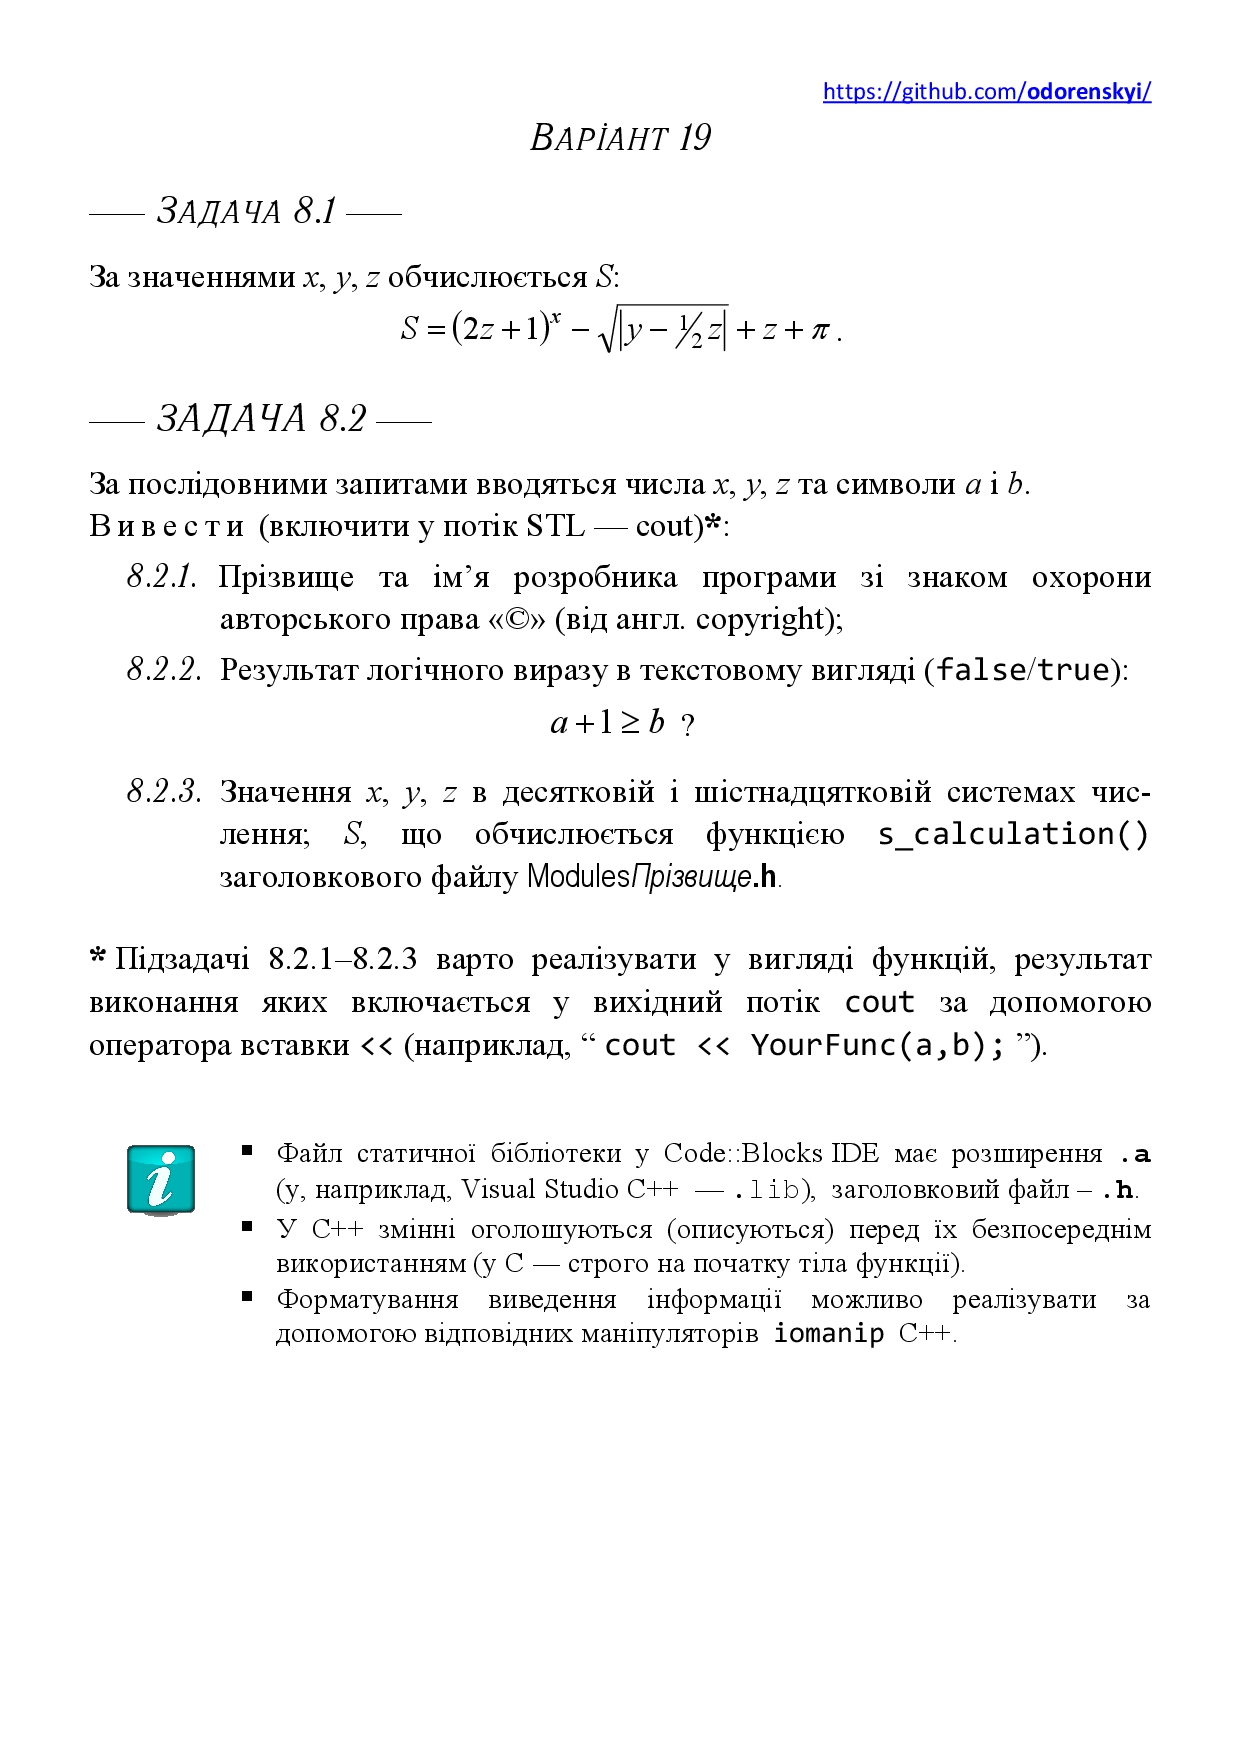 https://github.com/odorenskyi/
ВАРІАНТ 19
—— ЗАДАЧА 8.1 ——
За значеннями x, y, z обчислюється S:
S = (2z + 1)^x − √|y − ½ z| + z + π .
—— ЗАДАЧА 8.2 ——
За послідовними запитами вводяться числа x, y, z та символи a і b.
Вивести (включити у потік STL — cout)*:
8.2.1. Прізвище та ім’я розробника програми зі знаком охорони
авторського права «©» (від англ. copyright);
8.2.2. Результат логічного виразу в текстовому вигляді (false/true):
a + 1 ≥ b ?
8.2.3. Значення x, y, z в десятковій і шістнадцятковій системах чис-
лення; S, що обчислюється функцією s_calculation()
заголовкового файлу ModulesПрізвище.h.
* Підзадачі 8.2.1–8.2.3 варто реалізувати у вигляді функцій, результат
виконання яких включається у вихідний потік cout за допомогою
оператора вставки << (наприклад, “ cout << YourFunc(a,b); ”).
▪ Файл статичної бібліотеки у Code::Blocks IDE має розширення .a
(у, наприклад, Visual Studio C++ — .lib), заголовковий файл – .h.
▪ У C++ змінні оголошуються (описуються) перед їх безпосереднім
використанням (у C — строго на початку тіла функції).
▪ Форматування виведення інформації можливо реалізувати за
допомогою відповідних маніпуляторів iomanip C++.